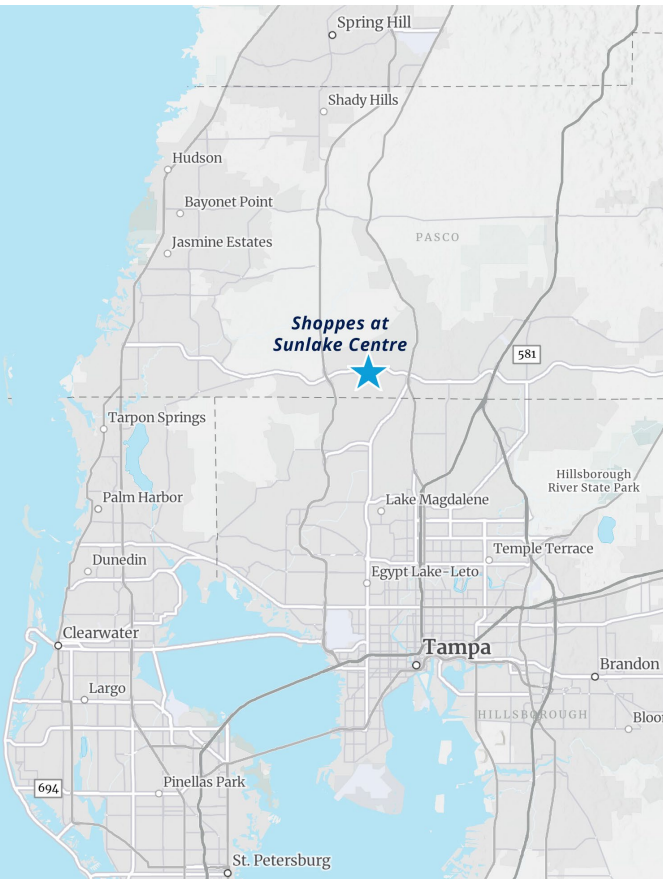 Spring Hill
Shady Hills
Hudson
Bayonet Point
PASCO
Jasmine Estates
Shoppes at
Sunlake Centre
581
Tarpon Springs
Hillsborough
River State Park
Palm Harbor
Lake Magdalene
Temple Terrace
Dunedin
Egypt Lake-Leto
Clearwater
Tampa
Brandon
Largo
HILLSBOROUGH
Bloo
Pinellas Park
694
St. Petersburg